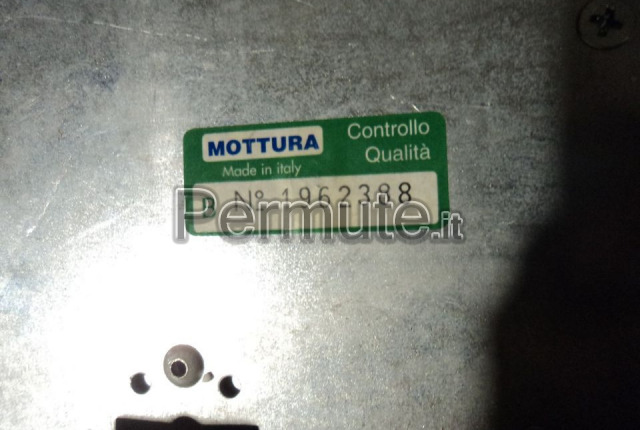 MOTTURA
Controllo
Qualità
Made in italy
D N° 1962388
Permute.it